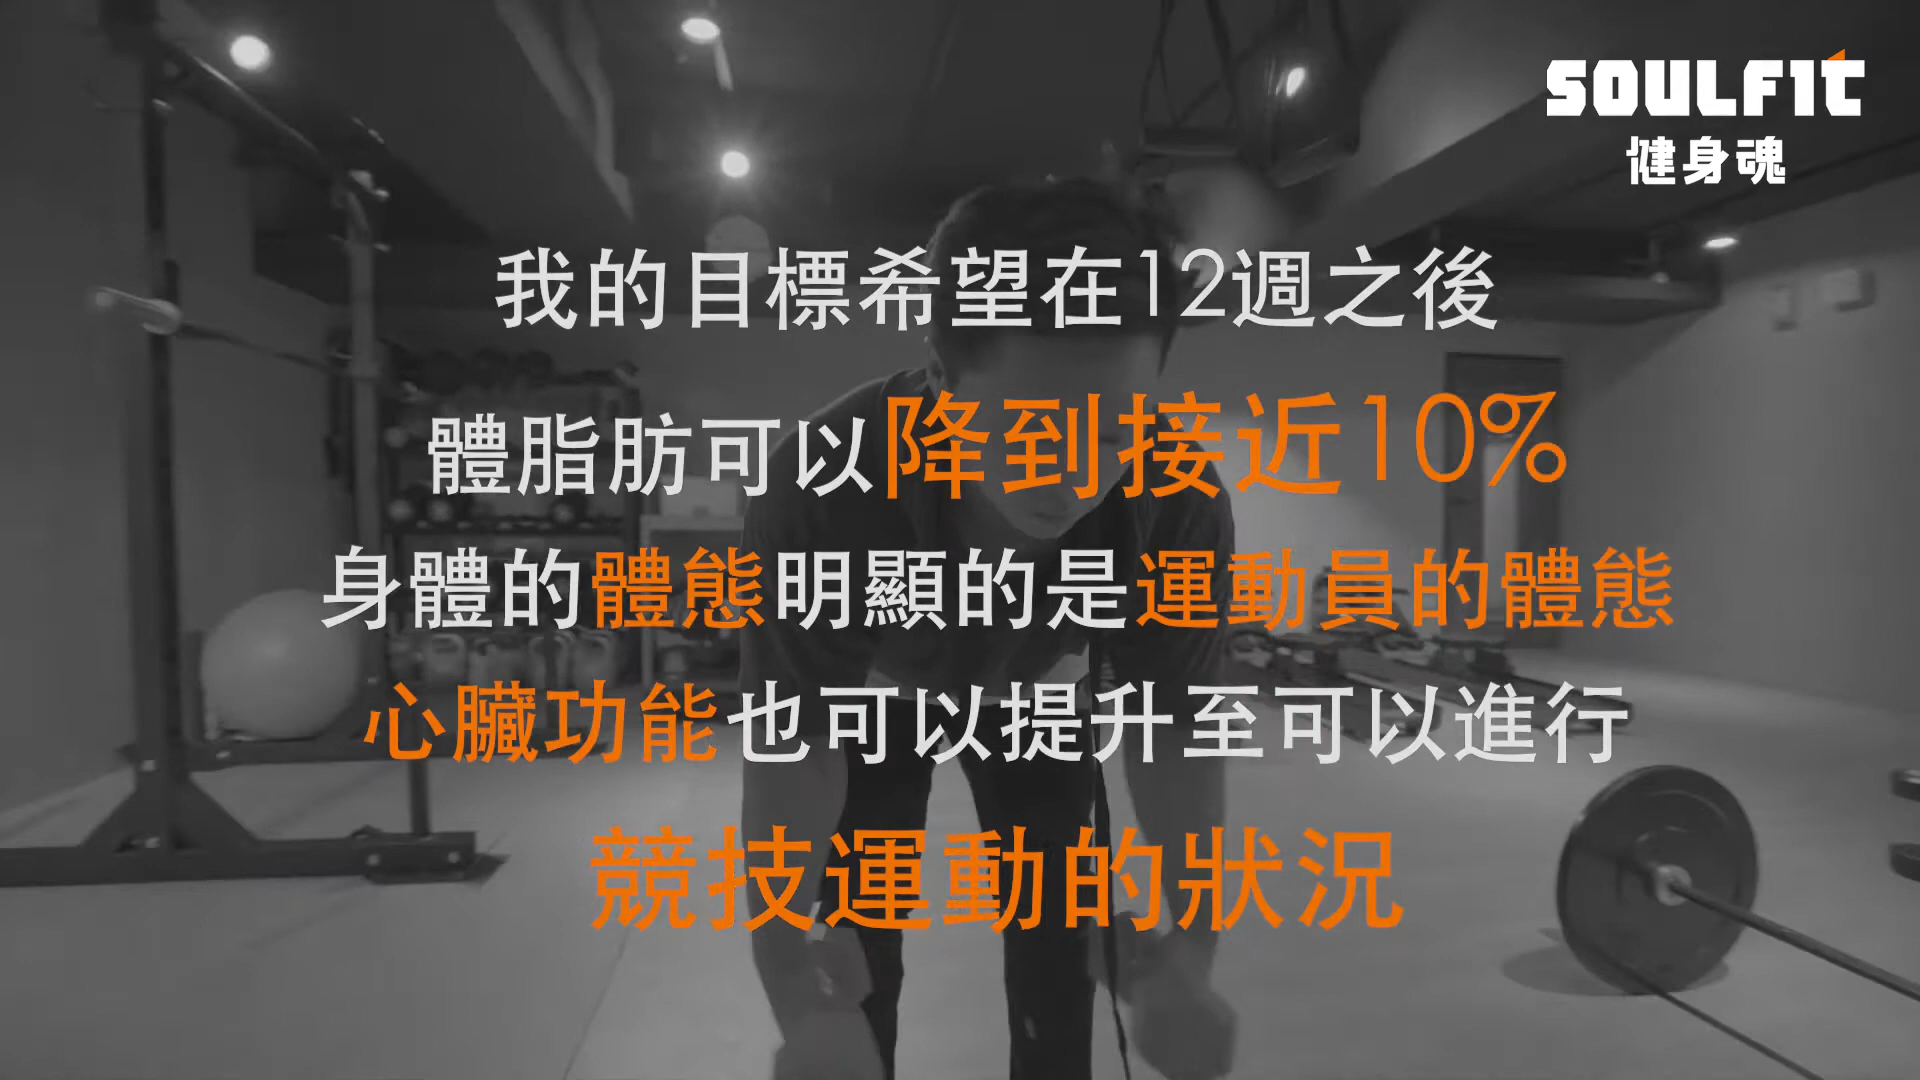 SOULFIT
健身魂
我的目標希望在12週之後
體脂肪可以降到接近10%
身體的體態明顯的是運動員的體態
心臟功能也可以提升至可以進行
競技運動的狀況